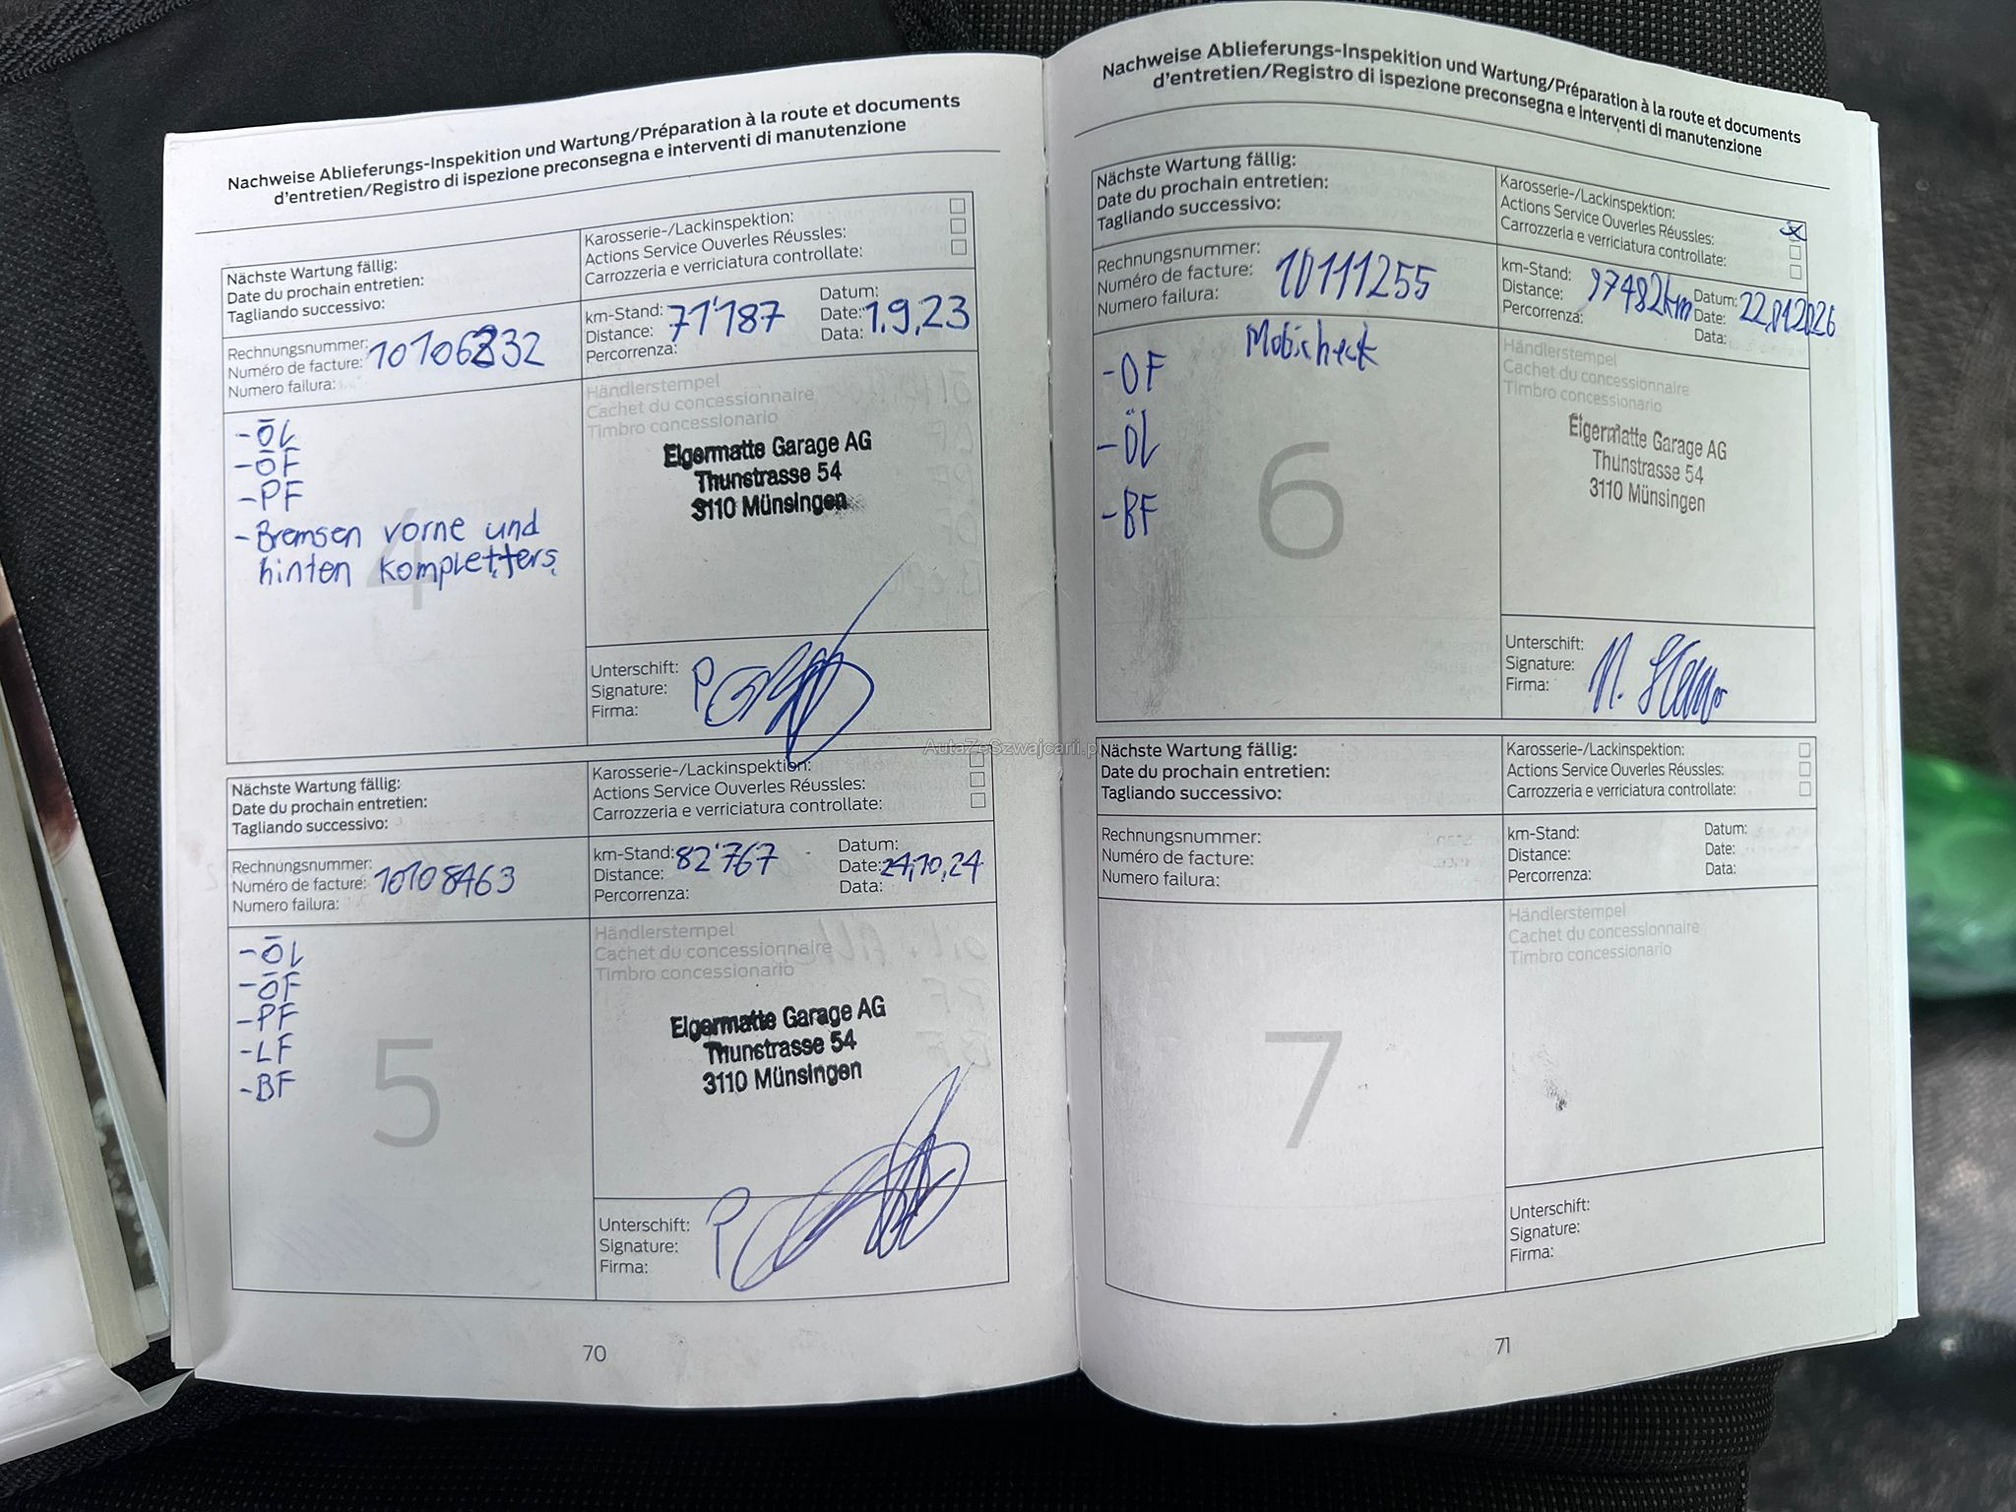 Nachweise Ablieferungs-Inspekition und Wartung/Préparation à la route et documents
d'entretien/Registro di ispezione preconsegna e interventi di manutenzione
Nächste Wartung fällig:
Date du prochain entretien:
Tagliando successivo:
Karosserie-/Lackinspektion:
Actions Service Ouverles Réussles:
Carrozzeria e verriciatura controllate:
Rechnungsnummer:
Numéro de facture: 10106232
Numero failura:
km-Stand: 71'187
Distance:
Percorrenza:
Datum:
Date: 1.9,23
Data:
- ÖL
- ÖF
- PF
- Bremsen vorne und
hinten komplett ers.
4
Händlerstempel
Cachet du concessionnaire
Timbro concessionario
Eigermatte Garage AG
Thunstrasse 54
3110 Münsingen
Unterschift:
Signature:
Firma:
Nächste Wartung fällig:
Date du prochain entretien:
Tagliando successivo:
Karosserie-/Lackinspektion:
Actions Service Ouverles Réussles:
Carrozzeria e verriciatura controllate:
Rechnungsnummer:
Numéro de facture: 10108463
Numero failura:
km-Stand: 82'767
Distance:
Percorrenza:
Datum:
Date: 24,10,24
Data:
- ÖL
- ÖF
- PF
- LF
- BF
5
Händlerstempel
Cachet du concessionnaire
Timbro concessionario
Eigermatte Garage AG
Thunstrasse 54
3110 Münsingen
Unterschift:
Signature:
Firma:
70
AutaZeSzwajcarii.pl
Nachweise Ablieferungs-Inspekition und Wartung/Préparation à la route et documents
d'entretien/Registro di ispezione preconsegna e interventi di manutenzione
Nächste Wartung fällig:
Date du prochain entretien:
Tagliando successivo:
Karosserie-/Lackinspektion:
Actions Service Ouverles Réussles:
Carrozzeria e verriciatura controllate:
Rechnungsnummer:
Numéro de facture: 10111255
Numero failura:
km-Stand: 97482km
Distance:
Percorrenza:
Datum: 22.01.2026
Date:
Data:
Mobicheck
- ÖF
- ÖL
- BF
6
Händlerstempel
Cachet du concessionnaire
Timbro concessionario
Eigermatte Garage AG
Thunstrasse 54
3110 Münsingen
Unterschift:
Signature:
Firma:
Nächste Wartung fällig:
Date du prochain entretien:
Tagliando successivo:
Karosserie-/Lackinspektion:
Actions Service Ouverles Réussles:
Carrozzeria e verriciatura controllate:
Rechnungsnummer:
Numéro de facture:
Numero failura:
km-Stand:
Distance:
Percorrenza:
Datum:
Date:
Data:
7
Händlerstempel
Cachet du concessionnaire
Timbro concessionario
Unterschift:
Signature:
Firma:
71